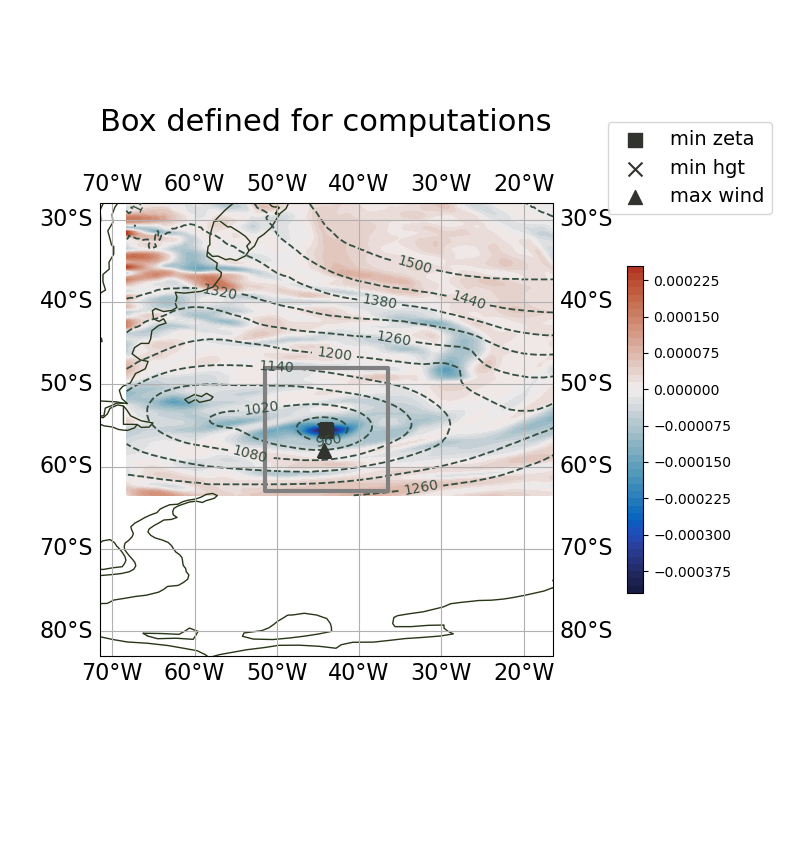 Box defined for computations
min zeta
min hgt
max wind
70°W 60°W 50°W 40°W 30°W 20°W
30°S 30°S
40°S 40°S
50°S 50°S
60°S 60°S
70°S 70°S
80°S 80°S
70°W 60°W 50°W 40°W 30°W 20°W
1500
1320
1380
1440
1260
1200
1140
1020
960
1080
1260
0.000225
0.000150
0.000075
0.000000
−0.000075
−0.000150
−0.000225
−0.000300
−0.000375